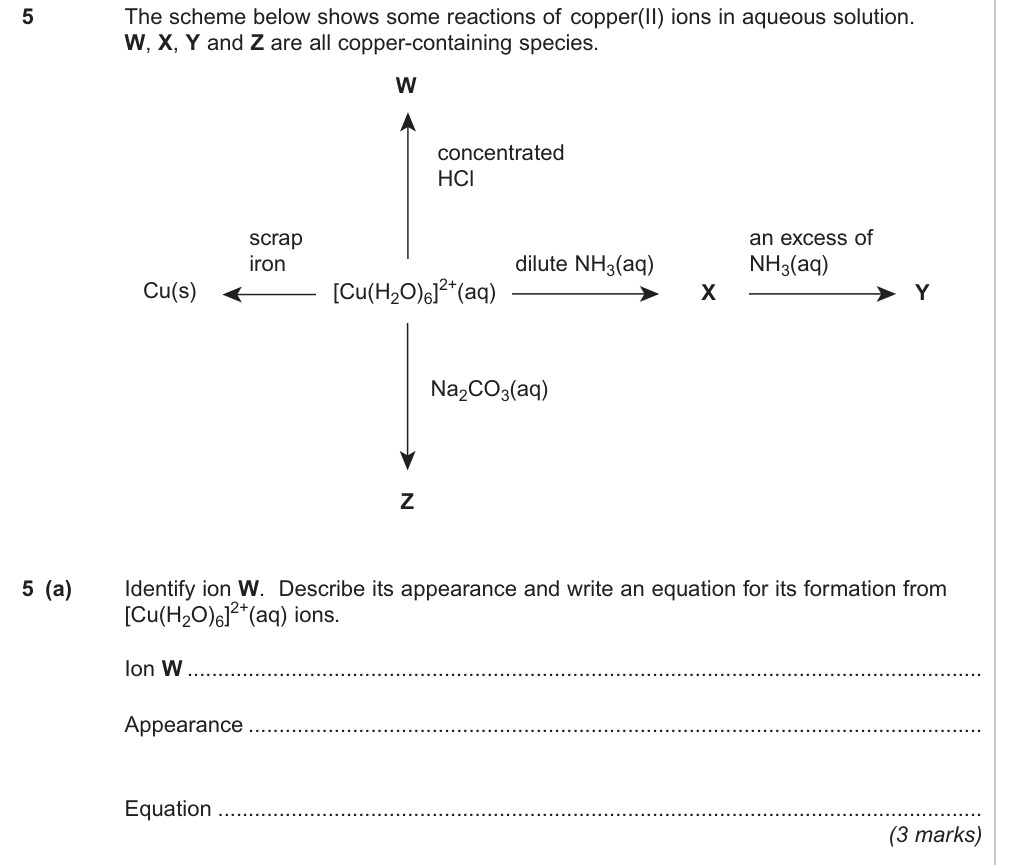 5 The scheme below shows some reactions of copper(II) ions in aqueous solution.
W, X, Y and Z are all copper-containing species.
W
concentrated
HCl
scrap
iron
an excess of
NH₃(aq)
dilute NH₃(aq)
Cu(s) [Cu(H₂O)₆]²⁺(aq) X Y
Na₂CO₃(aq)
Z
5 (a) Identify ion W. Describe its appearance and write an equation for its formation from
[Cu(H₂O)₆]²⁺(aq) ions.
Ion W ....................................................................................................................................
Appearance ..........................................................................................................................
Equation ...............................................................................................................................
(3 marks)